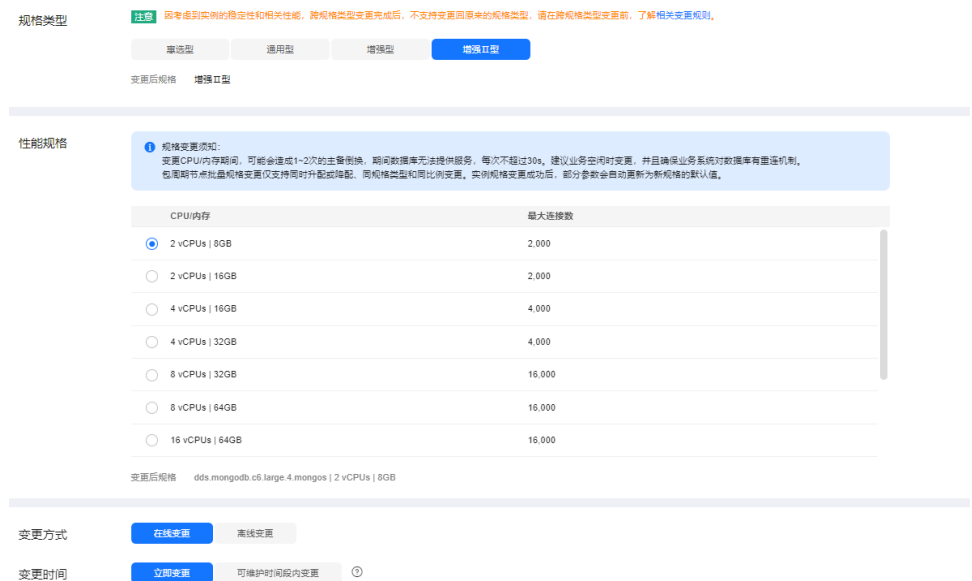 规格类型
注意 因考虑到实例的稳定性和相关性能，跨规格类型变更完成后，不支持变更回原来的规格类型，请在跨规格类型变更前，了解相关变更规则。
事选型 通用型 增强型 增强II型
变更后规格 增强II型
性能规格
规格变更须知：
变更CPU/内存期间，可能会造成1~2次的主备倒换，期间数据库无法提供服务，每次不超过30s。建议业务空闲时变更，并且确保业务系统对数据库有重连机制。
包周期节点批量规格变更仅支持同时升配或降配、同规格类型和同比例变更。实例规格变更成功后，部分参数会自动更新为新规格的默认值。
CPU/内存 最大连接数
2 vCPUs | 8GB 2,000
2 vCPUs | 16GB 2,000
4 vCPUs | 16GB 4,000
4 vCPUs | 32GB 4,000
8 vCPUs | 32GB 16,000
8 vCPUs | 64GB 16,000
16 vCPUs | 64GB 16,000
变更后规格 dds.mongodb.c6.large.4.mongos | 2 vCPUs | 8GB
变更方式 在线变更 离线变更
变更时间 立即变更 可维护时间段内变更